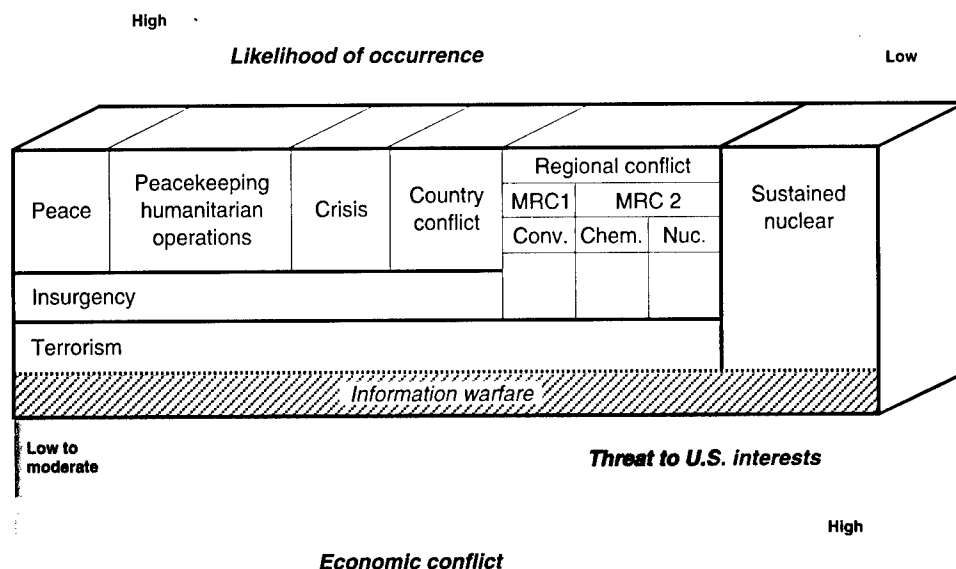 High
Likelihood of occurrence
Low
Peace
Peacekeeping
humanitarian
operations
Crisis
Country
conflict
Regional conflict
MRC1
MRC 2
Conv.
Chem.
Nuc.
Sustained
nuclear
Insurgency
Terrorism
Information warfare
Low to
moderate
Threat to U.S. interests
High
Economic conflict